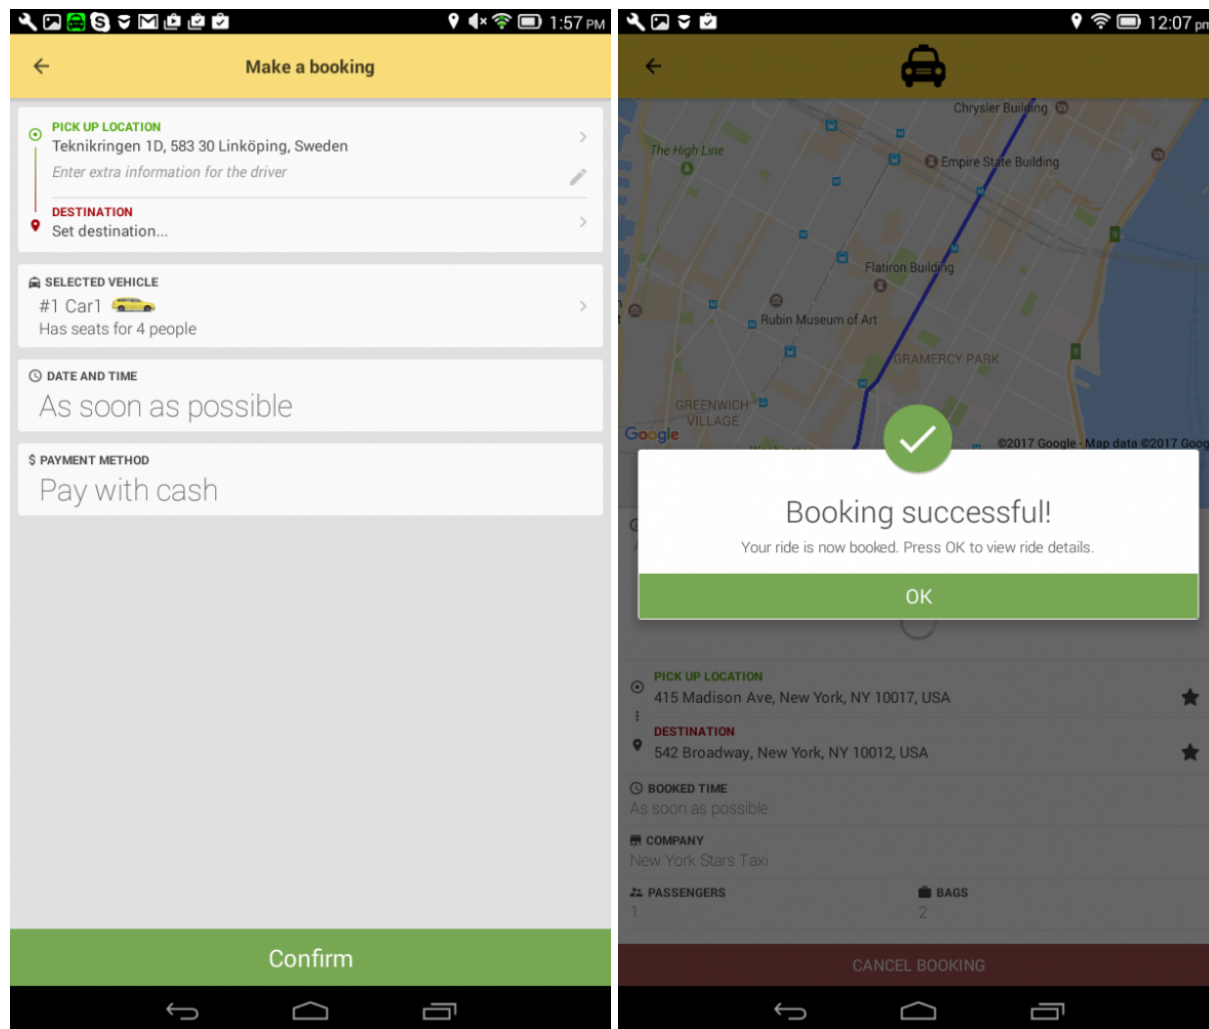 1:57 PM
Make a booking
PICK UP LOCATION
Teknikringen 1D, 583 30 Linköping, Sweden
Enter extra information for the driver
DESTINATION
Set destination...
SELECTED VEHICLE
#1 Car1
Has seats for 4 people
DATE AND TIME
As soon as possible
$ PAYMENT METHOD
Pay with cash
Confirm
12:07 pm
Chrysler Building
The High Line
Empire State Building
Flatiron Building
Rubin Museum of Art
GRAMERCY PARK
GREENWICH
VILLAGE
Google
©2017 Google - Map data ©2017 Goog
Booking successful!
Your ride is now booked. Press OK to view ride details.
OK
PICK UP LOCATION
415 Madison Ave, New York, NY 10017, USA
DESTINATION
542 Broadway, New York, NY 10012, USA
BOOKED TIME
As soon as possible
COMPANY
New York Stars Taxi
PASSENGERS
BAGS
1
2
CANCEL BOOKING